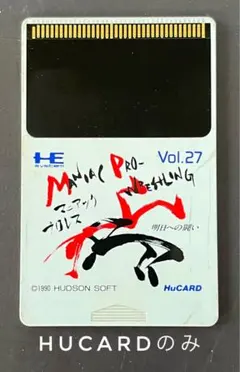 Vol.27
HE
MANIAC PRO-
WRESTLING
マニアック
プロレス
明日への闘い
©1990 HUDSON SOFT
HuCARD
HUCARDのみ